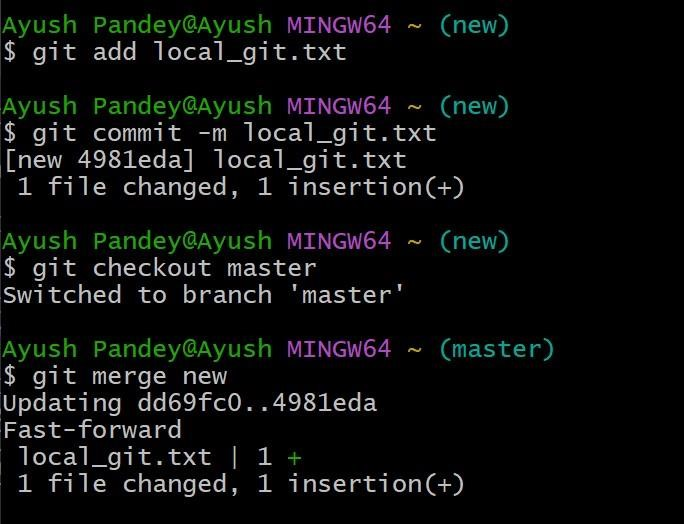 Ayush Pandey@Ayush MINGW64 ~ (new)
$ git add local_git.txt
Ayush Pandey@Ayush MINGW64 ~ (new)
$ git commit -m local_git.txt
[new 4981eda] local_git.txt
 1 file changed, 1 insertion(+)
Ayush Pandey@Ayush MINGW64 ~ (new)
$ git checkout master
Switched to branch 'master'
Ayush Pandey@Ayush MINGW64 ~ (master)
$ git merge new
Updating dd69fc0..4981eda
Fast-forward
 local_git.txt | 1 +
 1 file changed, 1 insertion(+)